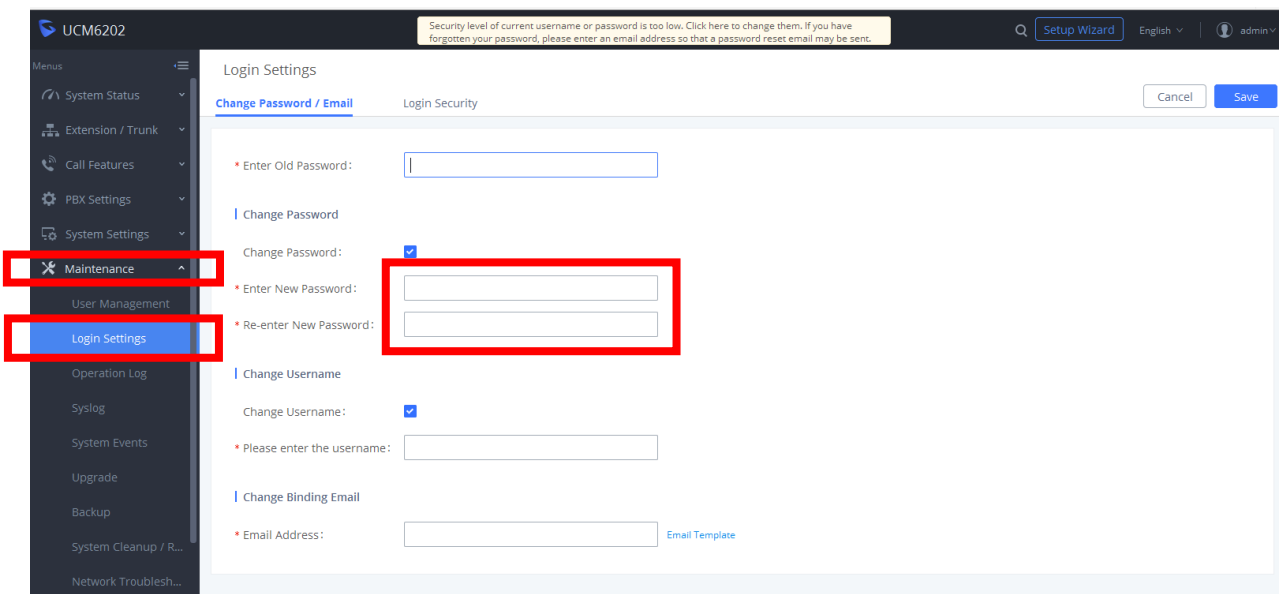 UCM6202
Security level of current username or password is too low. Click here to change them. If you have
forgotten your password, please enter an email address so that a password reset email may be sent.
Setup Wizard
English
admin
Menus
System Status
Extension / Trunk
Call Features
PBX Settings
System Settings
Maintenance
User Management
Login Settings
Operation Log
Syslog
System Events
Upgrade
Backup
System Cleanup / R...
Network Troublesh...
Login Settings
Change Password / Email
Login Security
Cancel
Save
* Enter Old Password:
Change Password
Change Password:
* Enter New Password:
* Re-enter New Password:
Change Username
Change Username:
* Please enter the username:
Change Binding Email
* Email Address:
Email Template